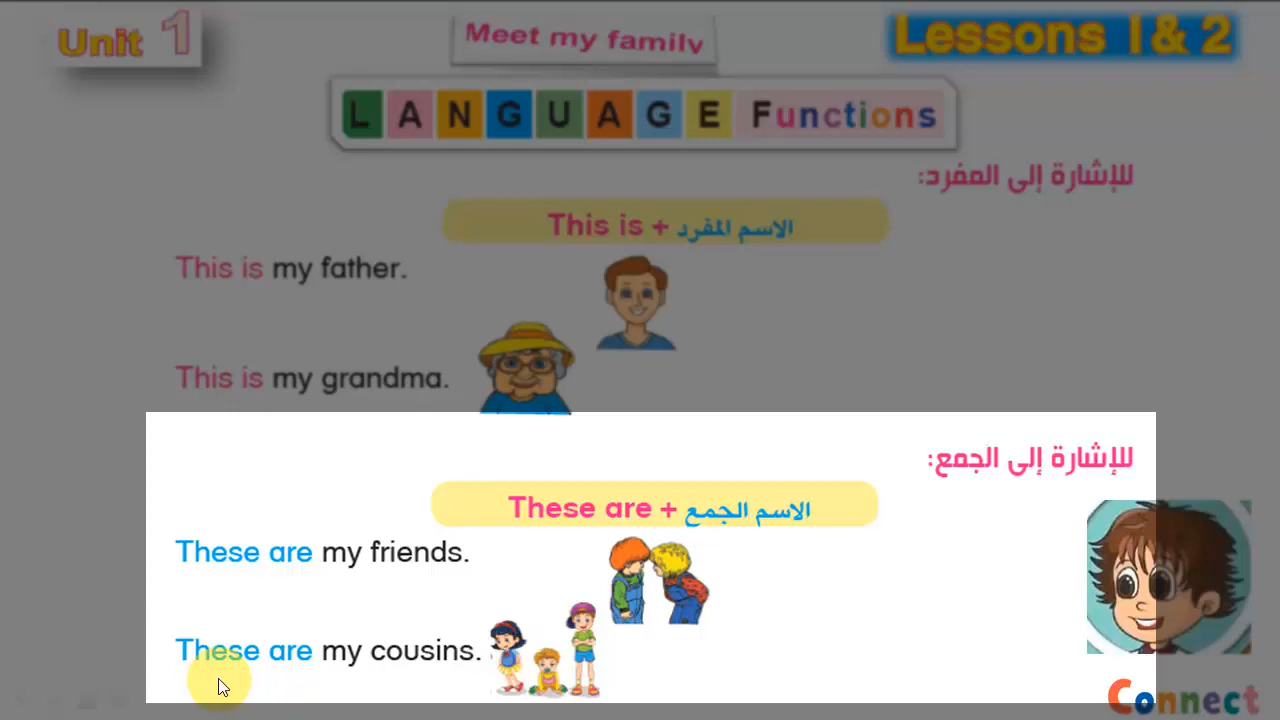 Unit 1
Meet my family
Lessons 1 & 2
LANGUAGE Functions
للإشارة إلى المفرد:
This is + الاسم المفرد
This is my father.
This is my grandma.
للإشارة إلى الجمع:
These are + الاسم الجمع
These are my friends.
These are my cousins.
Connect